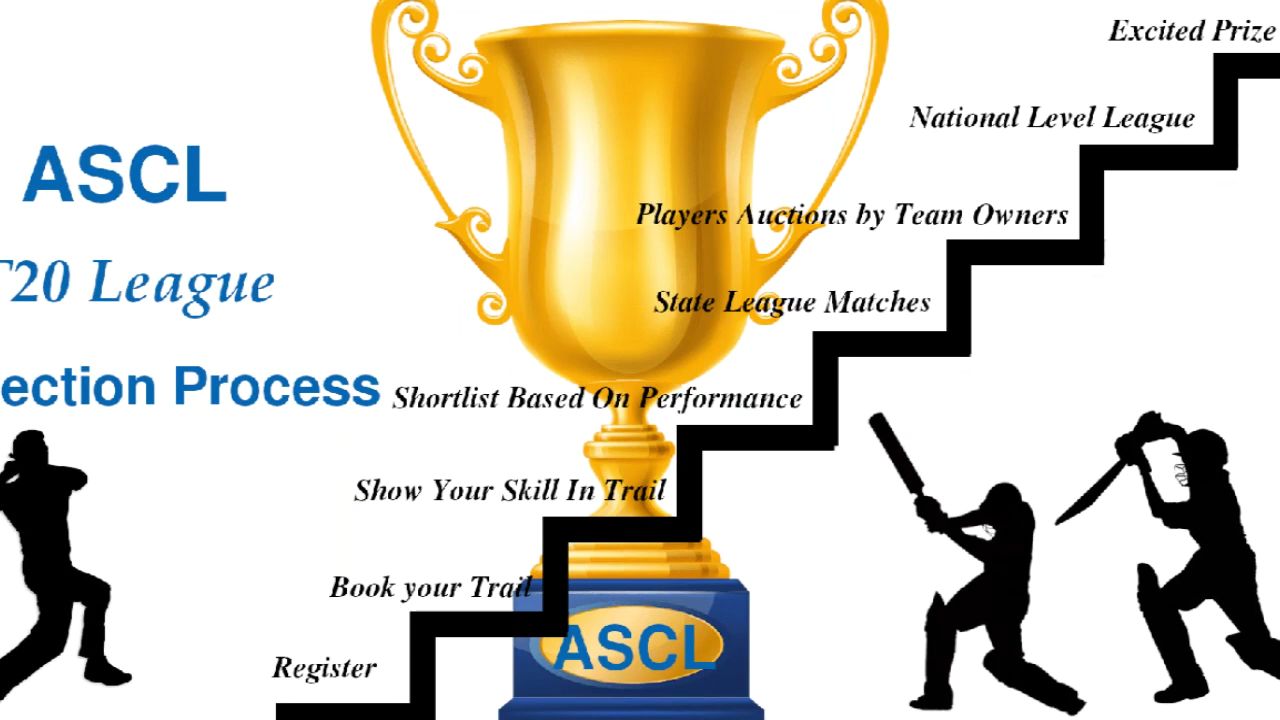 Excited Prize
National Level League
ASCL
Players Auctions by Team Owners
T20 League
State League Matches
ection Process
Shortlist Based On Performance
Show Your Skill In Trail
Book your Trail
ASCL
Register